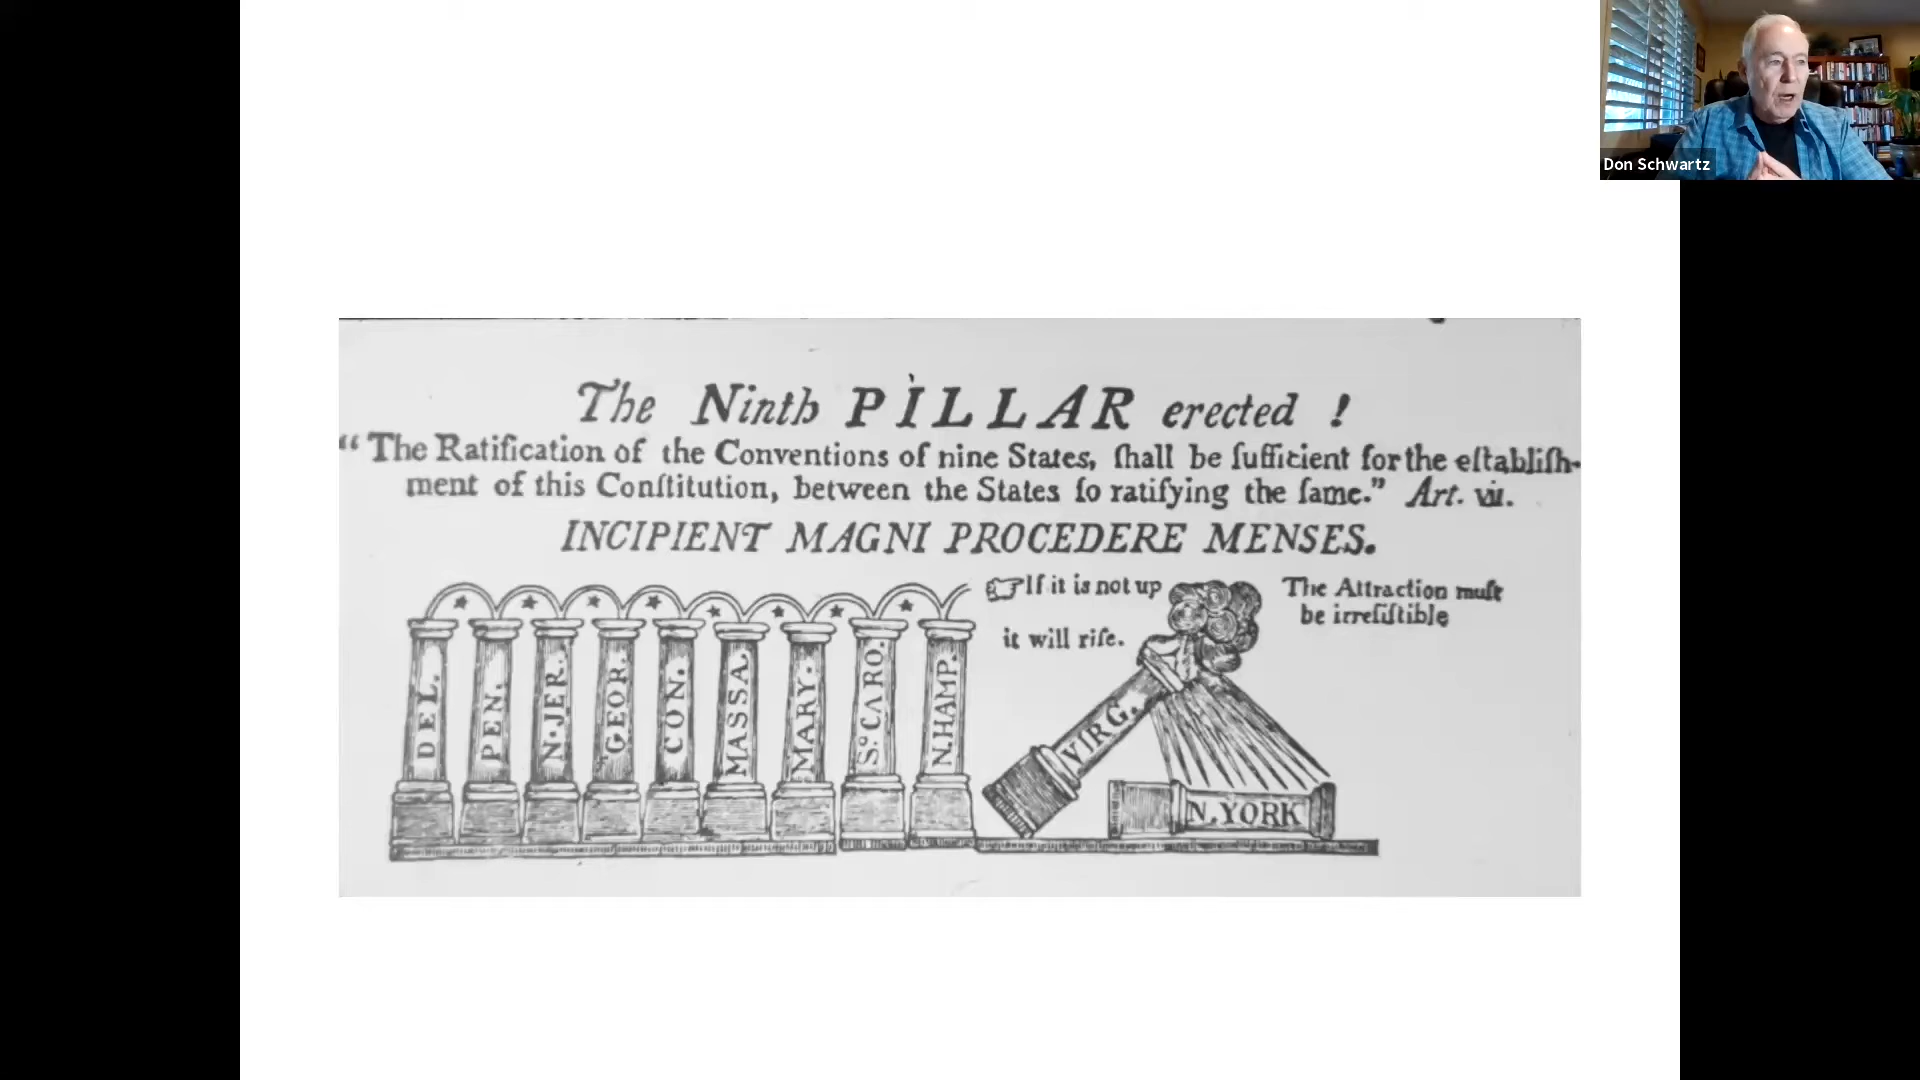 Don Schwartz
The Ninth PILLAR erected !
“The Ratification of the Conventions of nine States, ſhall be ſufficient for the eſtabliſh-
ment of this Conſtitution, between the States ſo ratifying the ſame.” Art. vii.
INCIPIENT MAGNI PROCEDERE MENSES.
☞If it is not up
it will riſe.
The Attraction muſt
be irreſiſtible
DEL.
PEN.
N·JER.
GEOR.
CON.
MASSA.
MARY.
So. CARO.
N.HAMP.
VIRG.
N.YORK